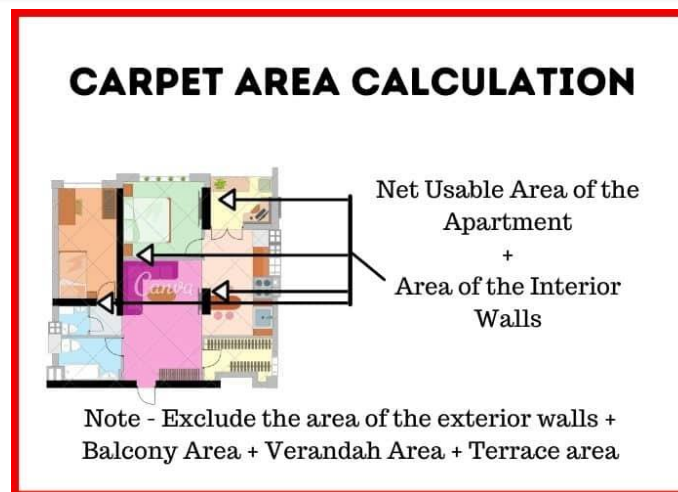 CARPET AREA CALCULATION
Net Usable Area of the
Apartment
+
Area of the Interior
Walls
Canva
Note - Exclude the area of the exterior walls +
Balcony Area + Verandah Area + Terrace area